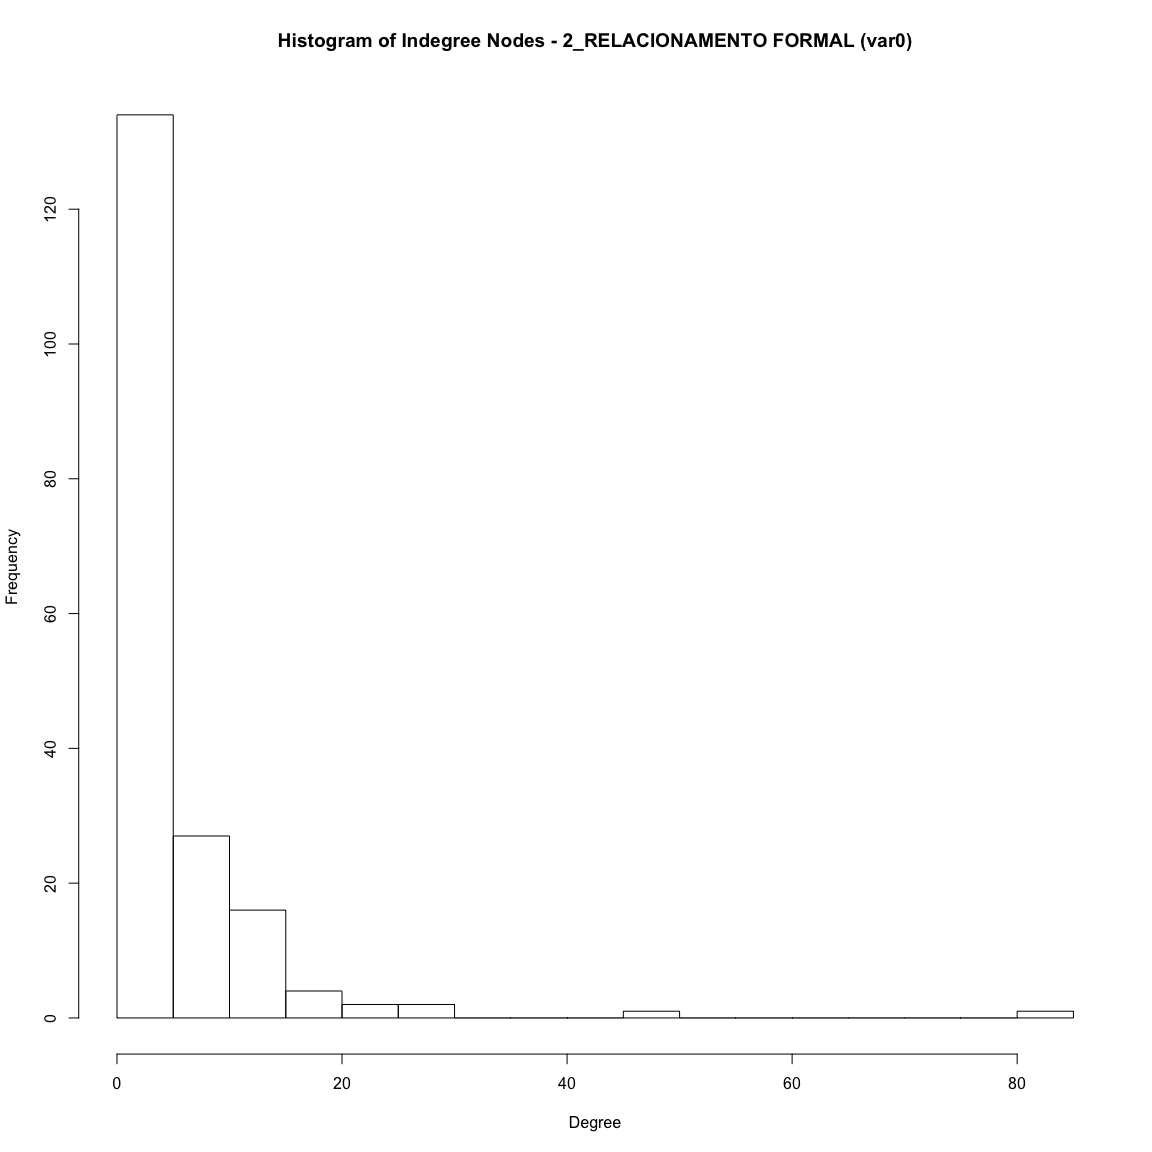 Histogram of Indegree Nodes - 2_RELACIONAMENTO FORMAL (var0)
Frequency
120
100
80
60
40
20
0
0 20 40 60 80
Degree